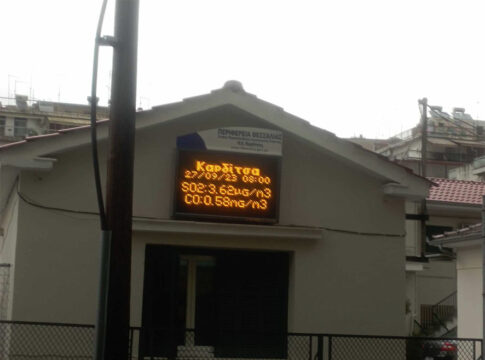 ΠΕΡΙΦΕΡΕΙΑ ΘΕΣΣΑΛΙΑΣ
Καρδίτσα
27/09/23 08:00
SO2:3.62μg/m3
CO:0.58mg/m3